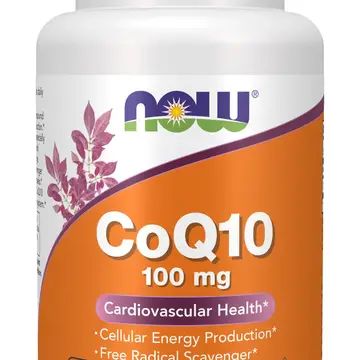 NOW®
CoQ10
100 mg
Cardiovascular Health*
• Cellular Energy Production*
• Free Radical Scavenger*